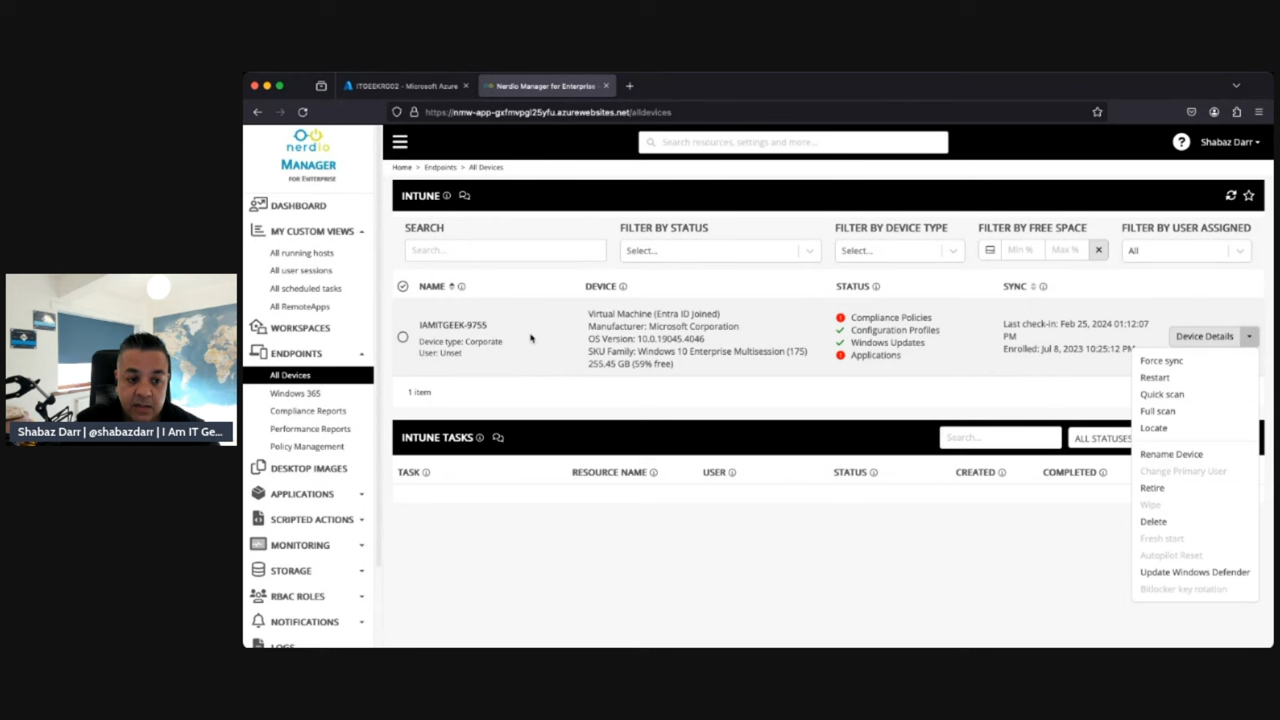 ITGEEKR002 - Microsoft Azure
Nerdio Manager for Enterprise
https://nmw-app-gxfmvpgl25yfu.azurewebsites.net/alldevices
nerdio
MANAGER
FOR ENTERPRISE
Search resources, settings and more...
Shabaz Darr
Home > Endpoints > All Devices
DASHBOARD
MY CUSTOM VIEWS
All running hosts
All user sessions
All scheduled tasks
All RemoteApps
WORKSPACES
ENDPOINTS
All Devices
Windows 365
Compliance Reports
Performance Reports
Policy Management
DESKTOP IMAGES
APPLICATIONS
SCRIPTED ACTIONS
MONITORING
STORAGE
RBAC ROLES
NOTIFICATIONS
LOGS
INTUNE
SEARCH
Search...
FILTER BY STATUS
Select...
FILTER BY DEVICE TYPE
Select...
FILTER BY FREE SPACE
Min %
Max %
FILTER BY USER ASSIGNED
All
NAME
DEVICE
STATUS
SYNC
IAMITGEEK-9755
Device type: Corporate
User: Unset
Virtual Machine (Entra ID Joined)
Manufacturer: Microsoft Corporation
OS Version: 10.0.19045.4046
SKU Family: Windows 10 Enterprise Multisession (175)
255.45 GB (59% free)
Compliance Policies
Configuration Profiles
Windows Updates
Applications
Last check-in: Feb 25, 2024 01:12:07
PM
Enrolled: Jul 8, 2023 10:25:12 PM
Device Details
Force sync
Restart
Quick scan
Full scan
Locate
Rename Device
Change Primary User
Retire
Wipe
Delete
Fresh start
Autopilot Reset
Update Windows Defender
Bitlocker key rotation
1 item
INTUNE TASKS
Search...
ALL STATUSES
TASK
RESOURCE NAME
USER
STATUS
CREATED
COMPLETED
Shabaz Darr | @shabazdarr | I Am IT Ge...